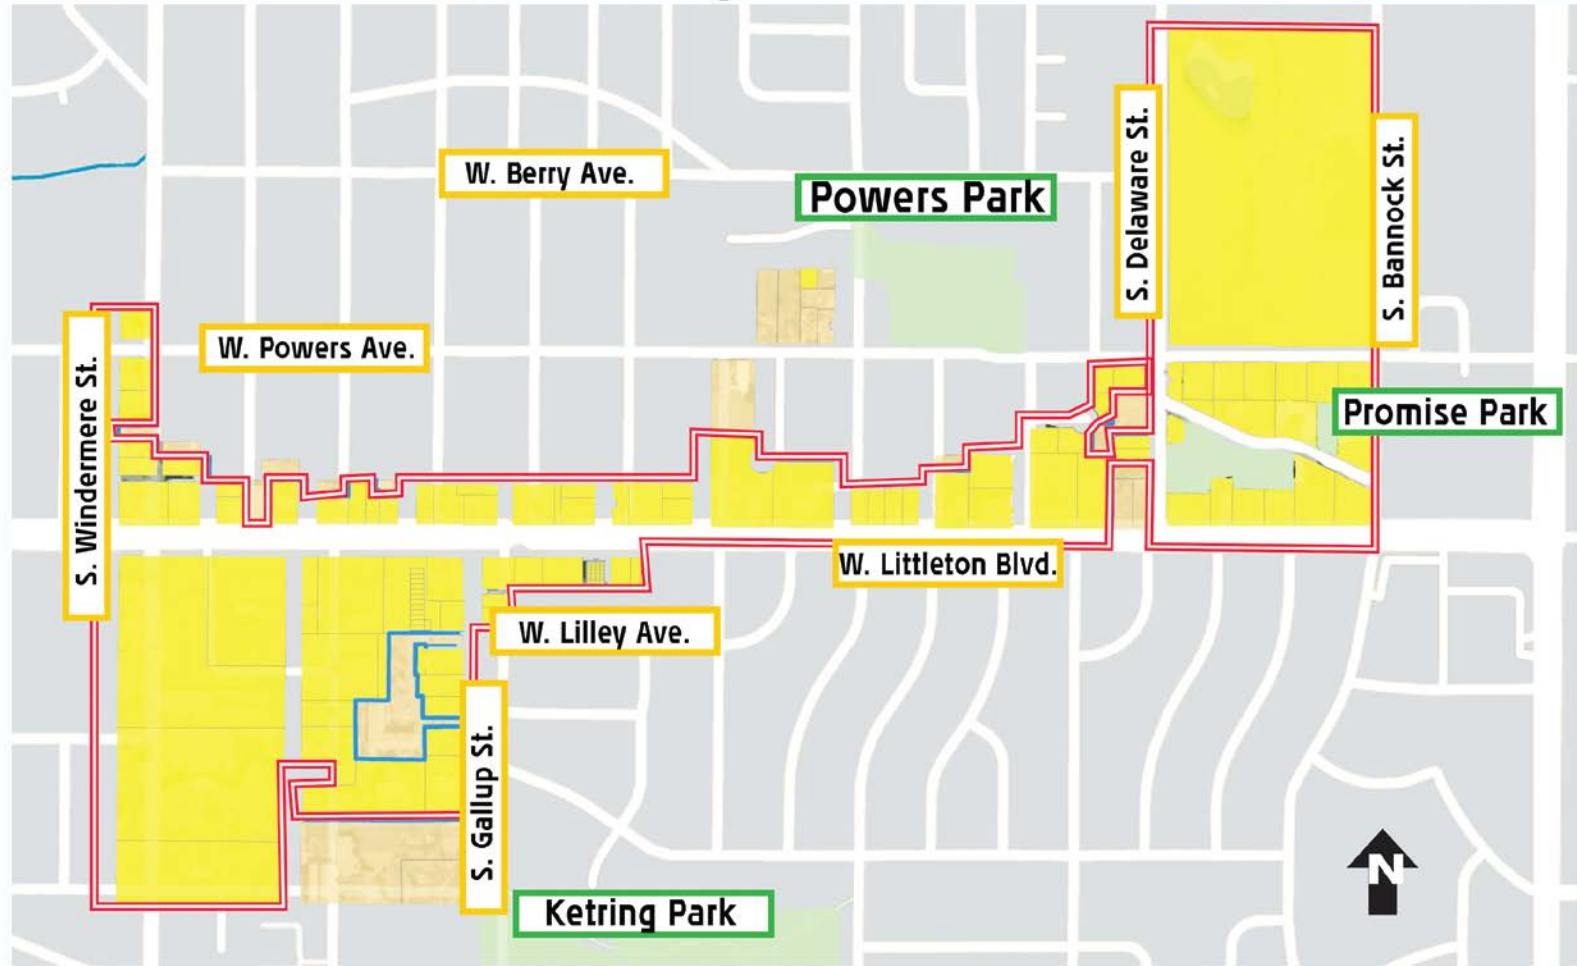 W. Berry Ave.
Powers Park
S. Delaware St.
S. Bannock St.
W. Powers Ave.
S. Windermere St.
Promise Park
W. Littleton Blvd.
W. Lilley Ave.
S. Gallup St.
Ketring Park
N